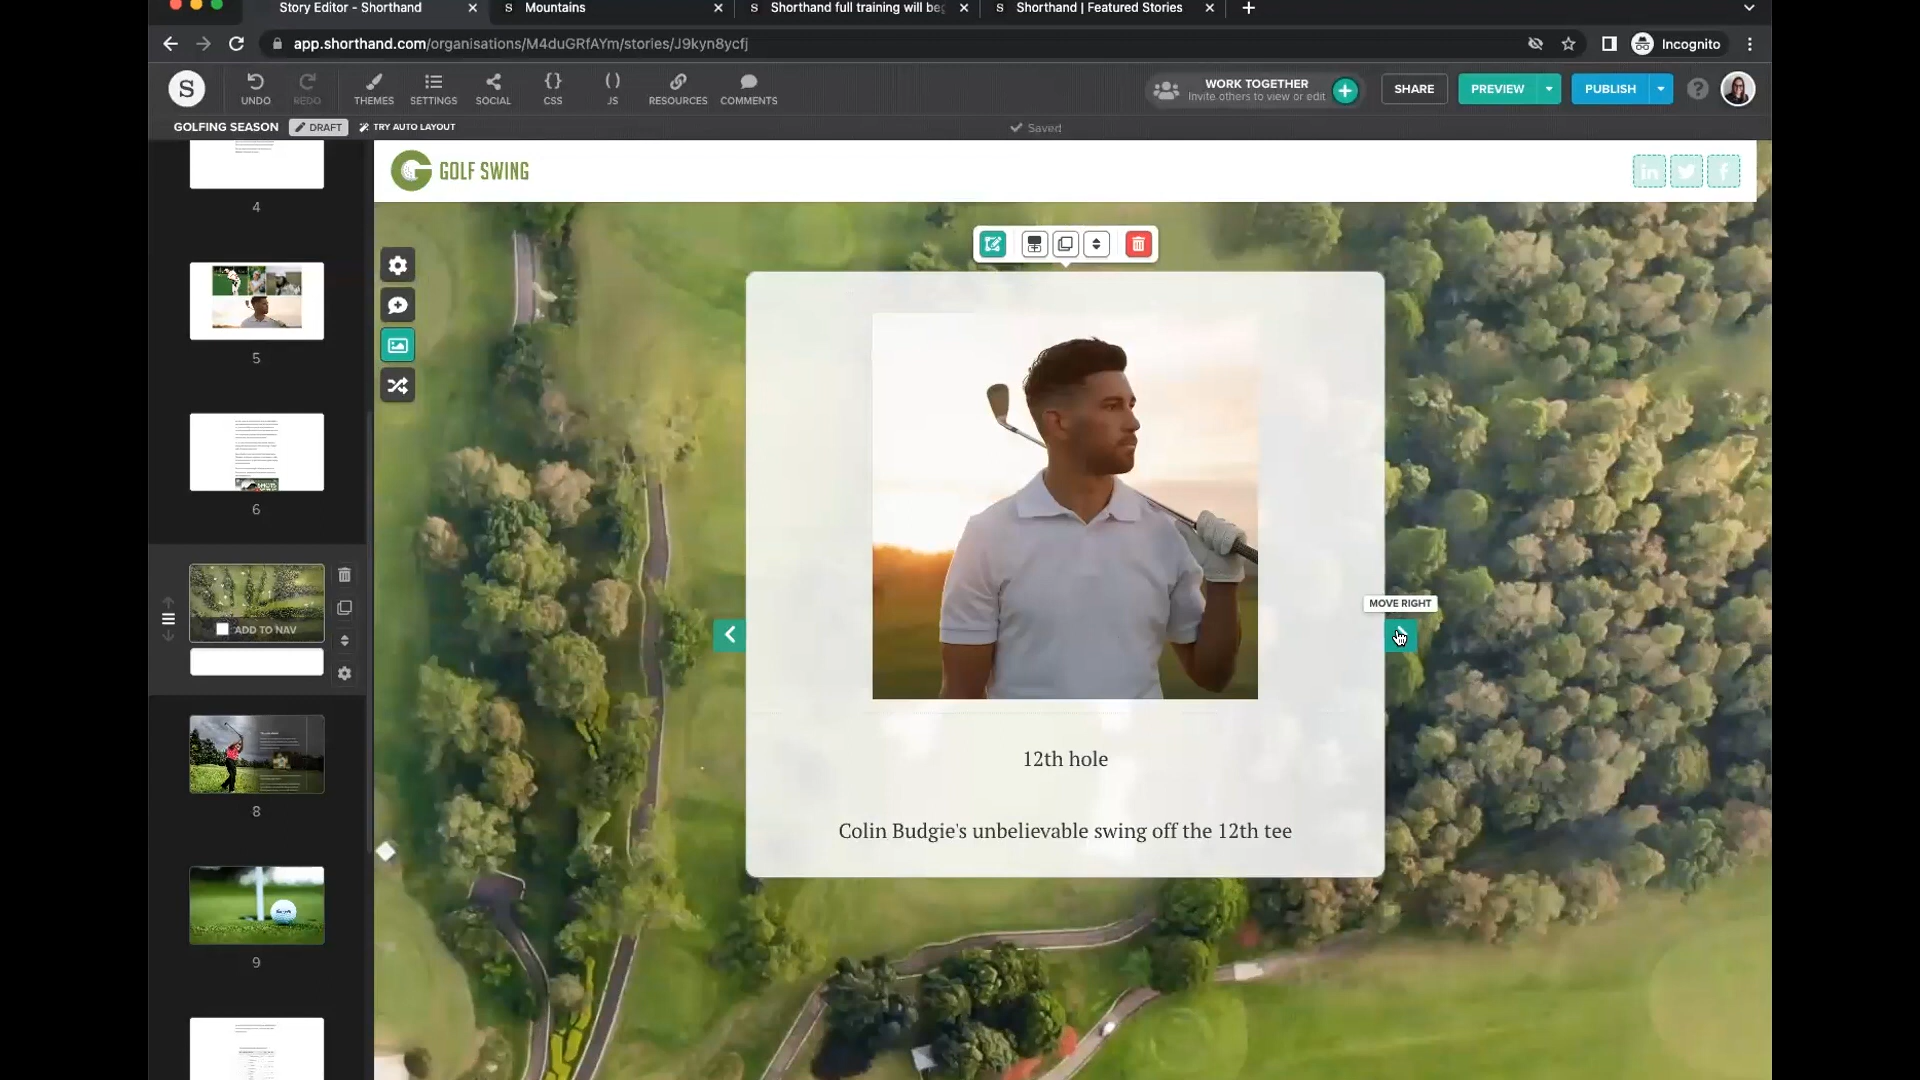 Story Editor - Shorthand
Mountains
Shorthand full training will beg
Shorthand | Featured Stories
app.shorthand.com/organisations/M4duGRfAYm/stories/J9kyn8ycfj
Incognito
S
UNDO
REDO
THEMES
SETTINGS
SOCIAL
CSS
JS
RESOURCES
COMMENTS
WORK TOGETHER
Invite others to view or edit
SHARE
PREVIEW
PUBLISH
GOLFING SEASON
DRAFT
TRY AUTO LAYOUT
Saved
GOLF SWING
4
5
6
ADD TO NAV
8
9
MOVE RIGHT
12th hole
Colin Budgie's unbelievable swing off the 12th tee